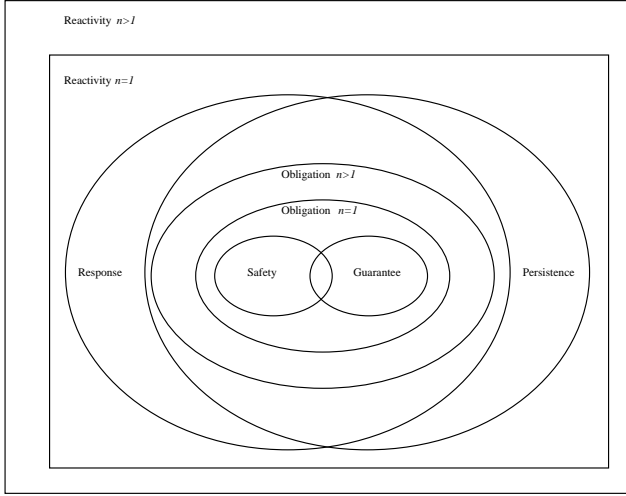 Reactivity n>1
Reactivity n=1
Obligation n>1
Obligation n=1
Response Safety Guarantee Persistence